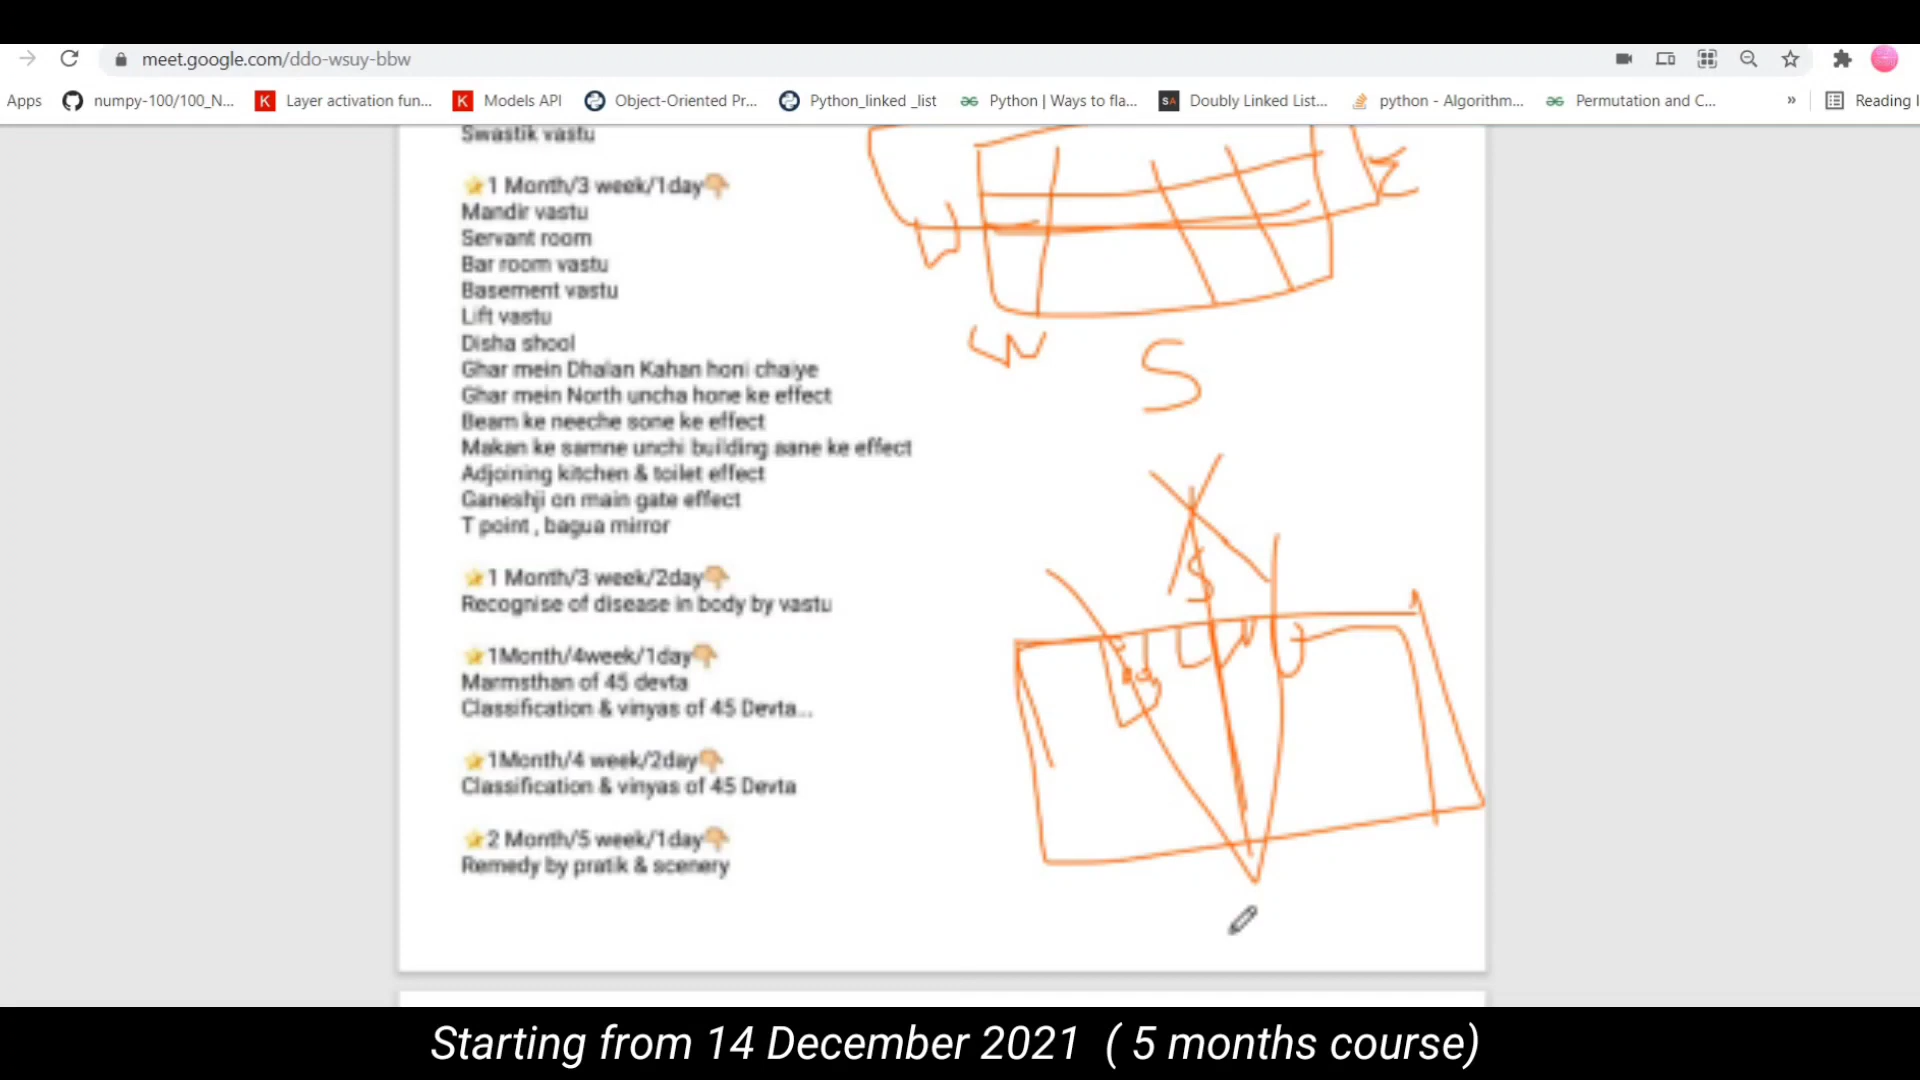 meet.google.com/ddo-wsuy-bbw
Apps numpy-100/100_N... Layer activation fun... Models API Object-Oriented Pr... Python_linked _list Python | Ways to fla... Doubly Linked List... python - Algorithm... Permutation and C... » Reading l
Swastik vastu
1 Month/3 week/1day
Mandir vastu
Servant room
Bar room vastu
Basement vastu
Lift vastu
Disha shool
Ghar mein Dhalan Kahan honi chaiye
Ghar mein North uncha hone ke effect
Beam ke neeche sone ke effect
Makan ke samne unchi building aane ke effect
Adjoining kitchen & toilet effect
Ganeshji on main gate effect
T point , bagua mirror
1 Month/3 week/2day
Recognise of disease in body by vastu
1Month/4week/1day
Marmsthan of 45 devta
Classification & vinyas of 45 Devta...
1Month/4 week/2day
Classification & vinyas of 45 Devta
2 Month/5 week/1day
Remedy by pratik & scenery
W
S
S
Starting from 14 December 2021 ( 5 months course)